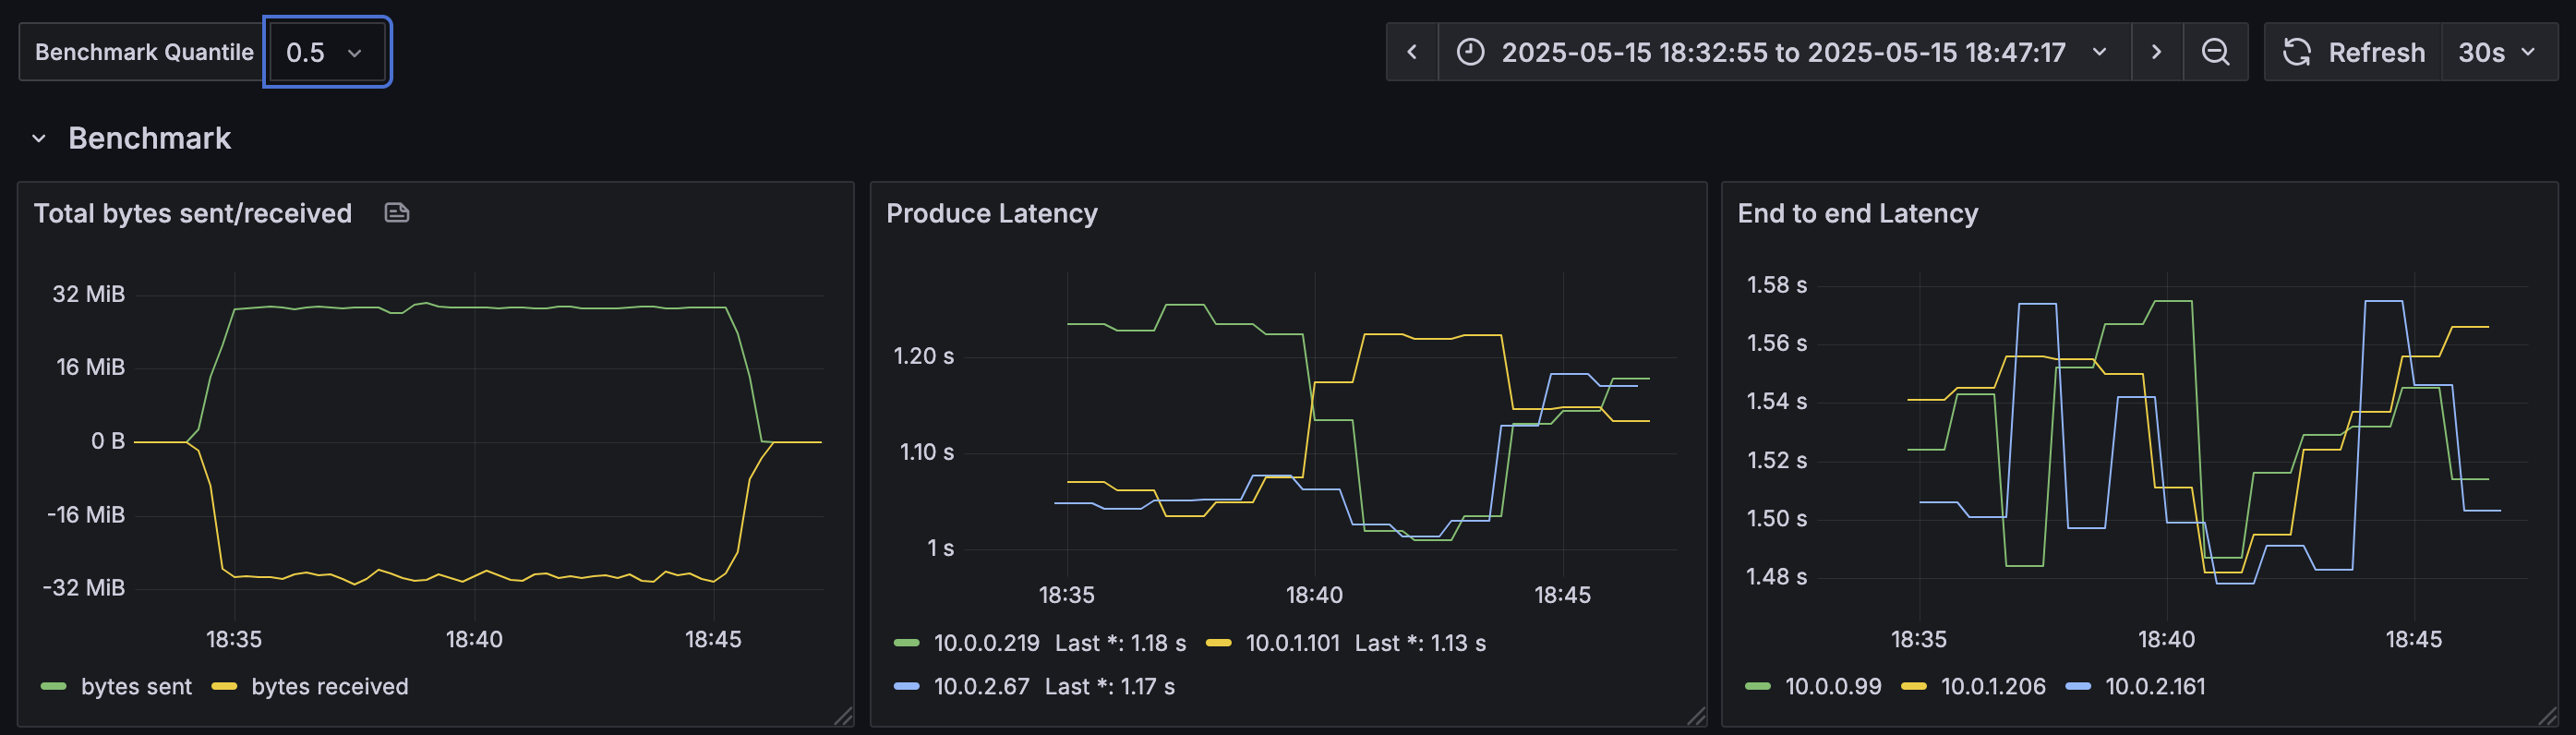 Benchmark Quantile 0.5
2025-05-15 18:32:55 to 2025-05-15 18:47:17 Refresh 30s
Benchmark
Total bytes sent/received
32 MiB
16 MiB
0 B
-16 MiB
-32 MiB
18:35 18:40 18:45
bytes sent bytes received
Produce Latency
1.20 s
1.10 s
1 s
18:35 18:40 18:45
10.0.0.219 Last *: 1.18 s 10.0.1.101 Last *: 1.13 s
10.0.2.67 Last *: 1.17 s
End to end Latency
1.58 s
1.56 s
1.54 s
1.52 s
1.50 s
1.48 s
18:35 18:40 18:45
10.0.0.99 10.0.1.206 10.0.2.161